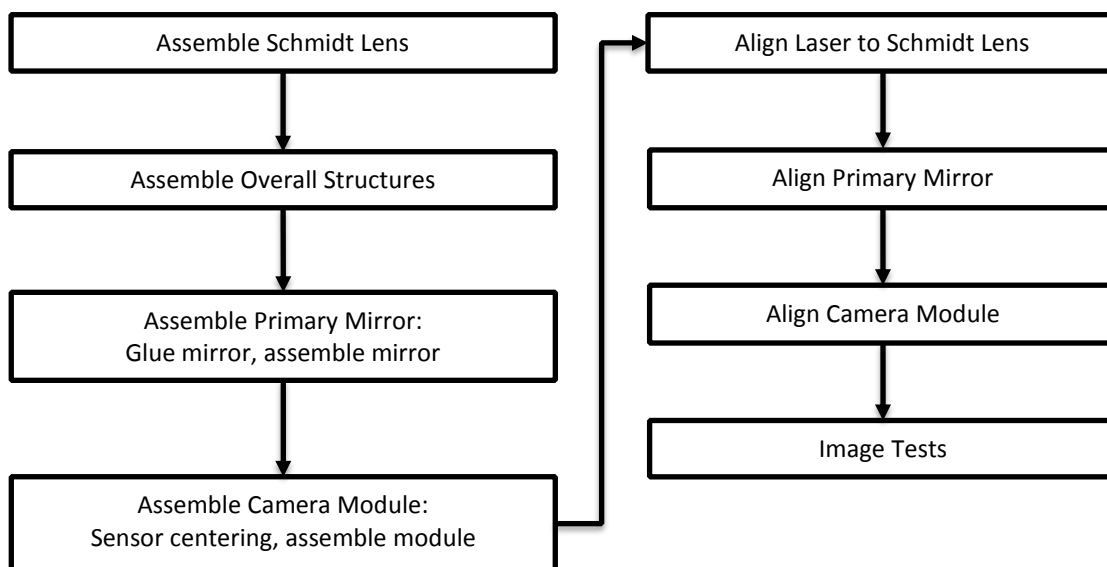 Assemble Schmidt Lens
Assemble Overall Structures
Assemble Primary Mirror:
Glue mirror, assemble mirror
Assemble Camera Module:
Sensor centering, assemble module
Align Laser to Schmidt Lens
Align Primary Mirror
Align Camera Module
Image Tests